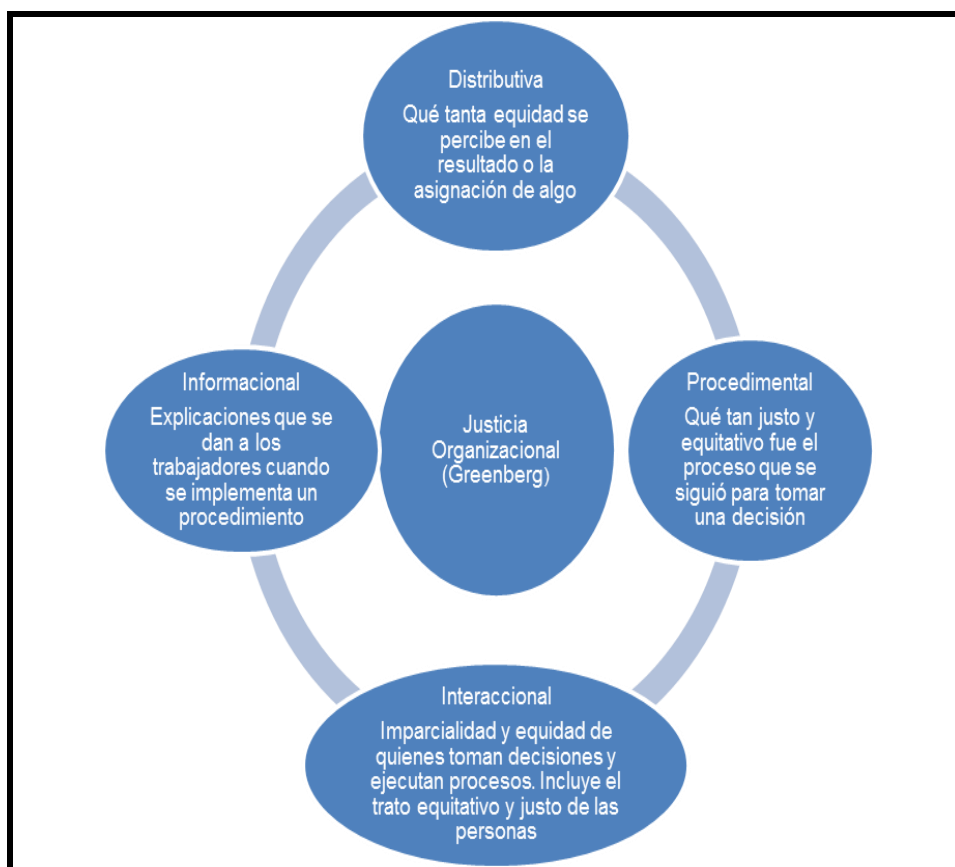 Distributiva
Qué tanta equidad se
percibe en el
resultado o la
asignación de algo
Informacional
Explicaciones que se
dan a los
trabajadores cuando
se implementa un
procedimiento
Justicia
Organizacional
(Greenberg)
Procedimental
Qué tan justo y
equitativo fue el
proceso que se
siguió para tomar
una decisión
Interaccional
Imparcialidad y equidad de
quienes toman decisiones y
ejecutan procesos. Incluye el
trato equitativo y justo de las
personas